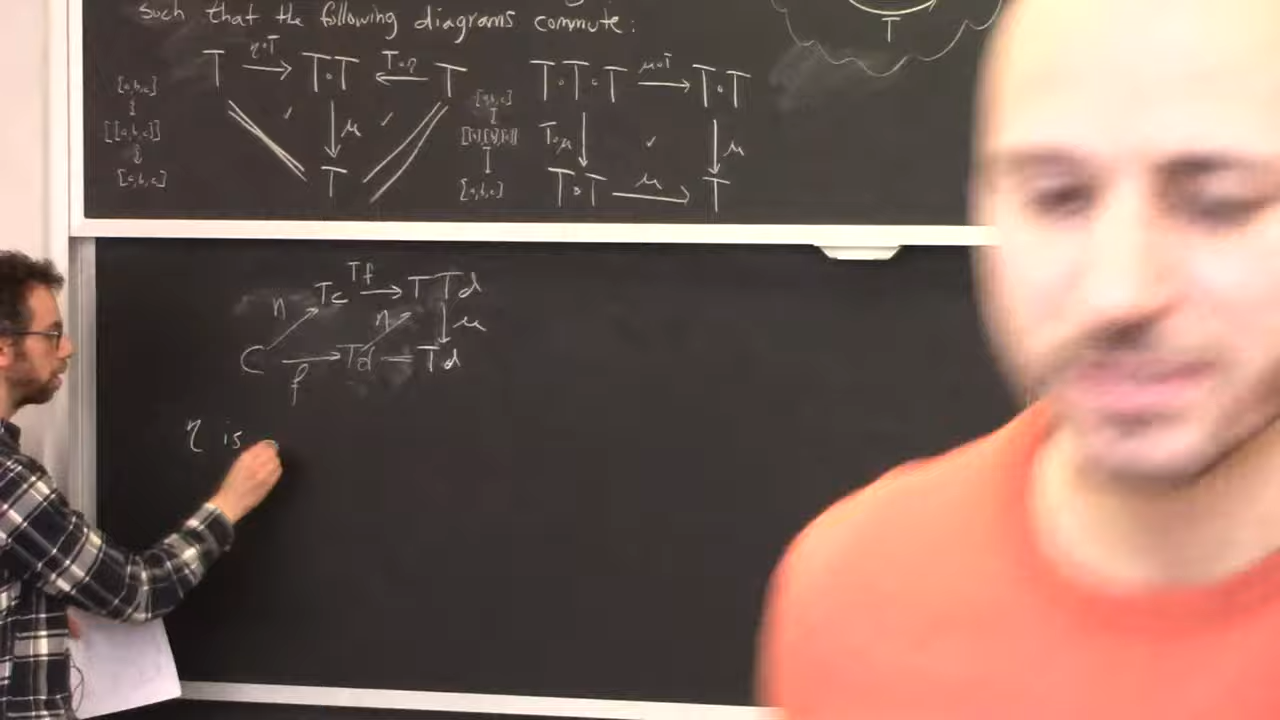 such that the following diagrams commute:
T
T η∘T T∘T T∘η T T∘T∘T μ∘T T∘T
[a,b,c] [a,b,c]
[[a,b,c]] μ T∘μ μ
[a,b,c] T [a,b,c] T∘T μ T
Tc Tf TTd
η η μ
C f Td Td
η is